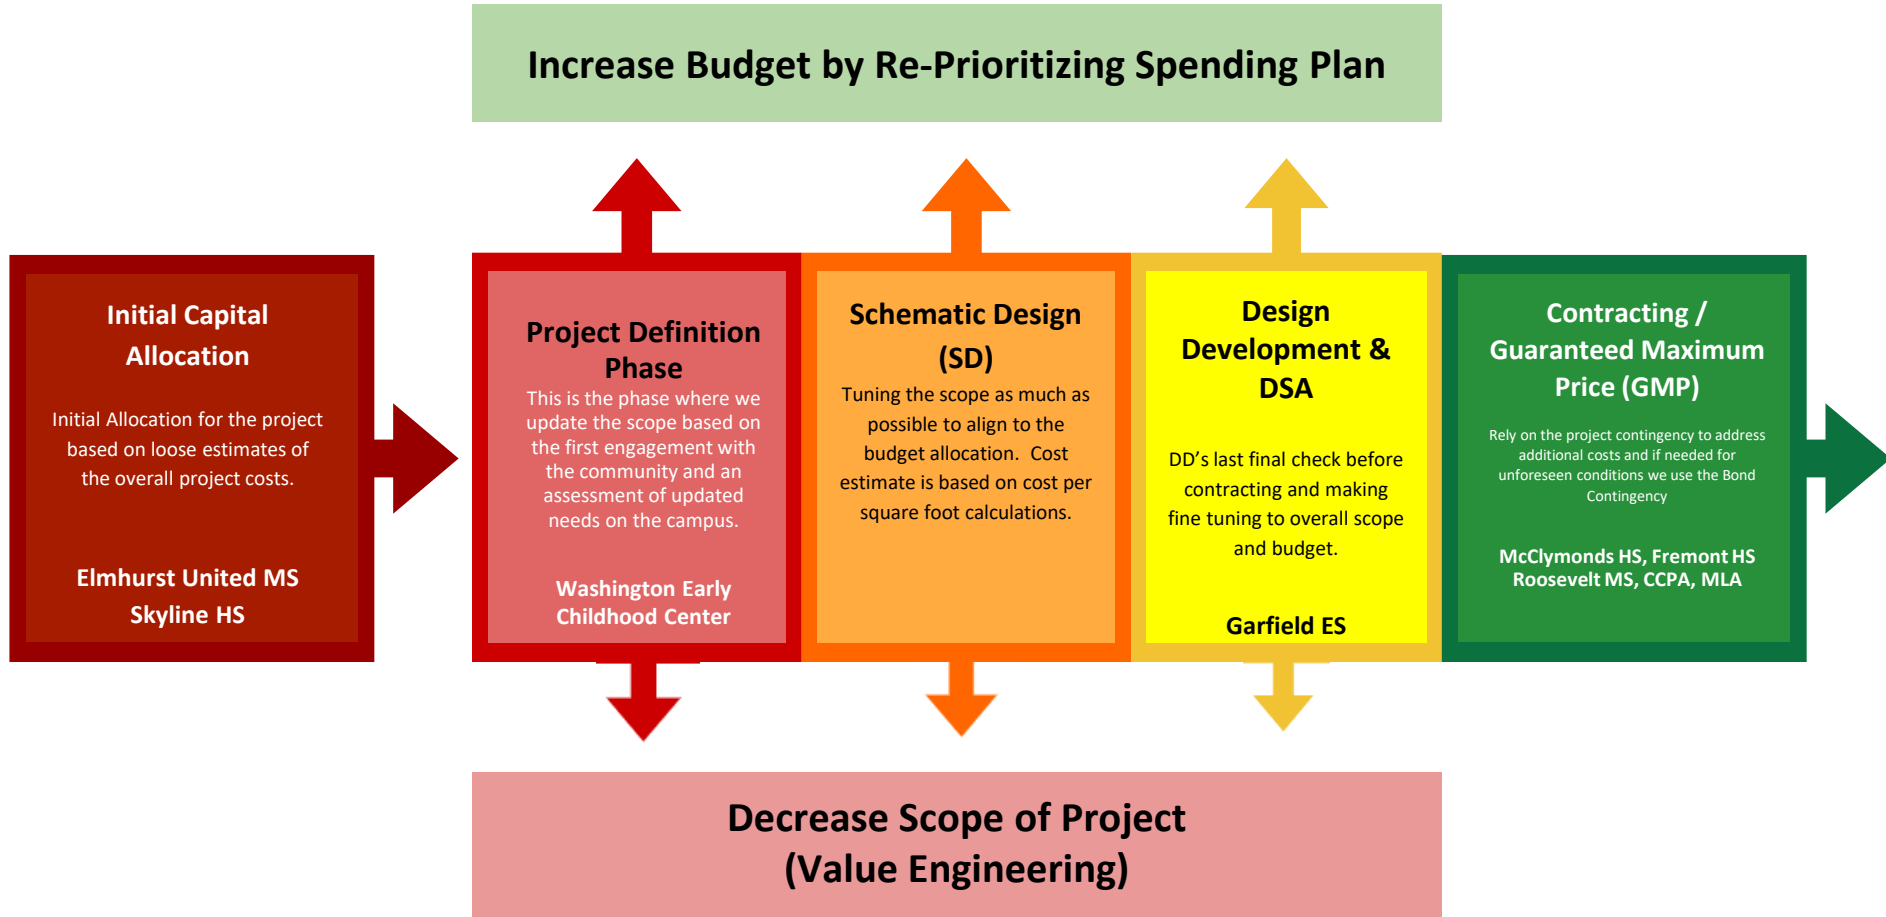 Increase Budget by Re-Prioritizing Spending Plan
Initial Capital
Allocation
Initial Allocation for the project
based on loose estimates of
the overall project costs.
Elmhurst United MS
Skyline HS
Project Definition
Phase
This is the phase where we
update the scope based on
the first engagement with
the community and an
assessment of updated
needs on the campus.
Washington Early
Childhood Center
Schematic Design
(SD)
Tuning the scope as much as
possible to align to the
budget allocation.  Cost
estimate is based on cost per
square foot calculations.
Design
Development &
DSA
DD’s last final check before
contracting and making
fine tuning to overall scope
and budget.
Garfield ES
Contracting /
Guaranteed Maximum
Price (GMP)
Rely on the project contingency to address
additional costs and if needed for
unforeseen conditions we use the Bond
Contingency
McClymonds HS, Fremont HS
Roosevelt MS, CCPA, MLA
Decrease Scope of Project
(Value Engineering)